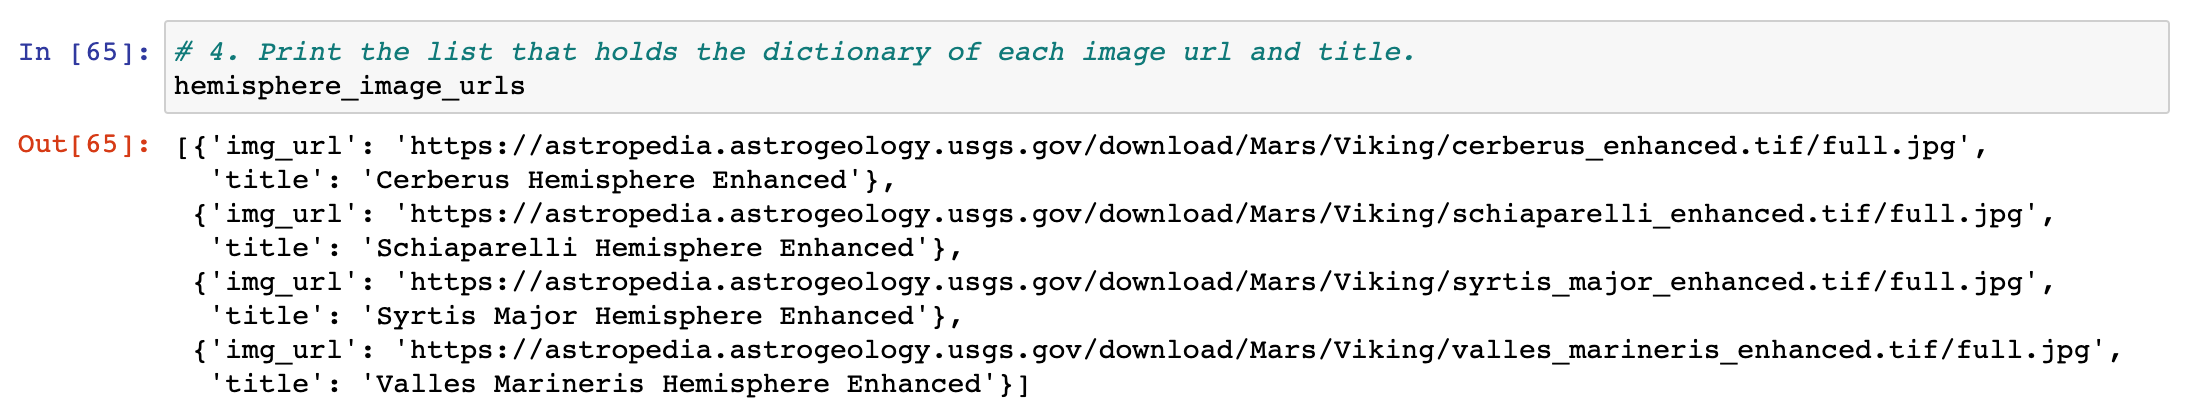 In [65]: # 4. Print the list that holds the dictionary of each image url and title.
hemisphere_image_urls
Out[65]: [{'img_url': 'https://astropedia.astrogeology.usgs.gov/download/Mars/Viking/cerberus_enhanced.tif/full.jpg',
'title': 'Cerberus Hemisphere Enhanced'},
{'img_url': 'https://astropedia.astrogeology.usgs.gov/download/Mars/Viking/schiaparelli_enhanced.tif/full.jpg',
'title': 'Schiaparelli Hemisphere Enhanced'},
{'img_url': 'https://astropedia.astrogeology.usgs.gov/download/Mars/Viking/syrtis_major_enhanced.tif/full.jpg',
'title': 'Syrtis Major Hemisphere Enhanced'},
{'img_url': 'https://astropedia.astrogeology.usgs.gov/download/Mars/Viking/valles_marineris_enhanced.tif/full.jpg',
'title': 'Valles Marineris Hemisphere Enhanced'}]